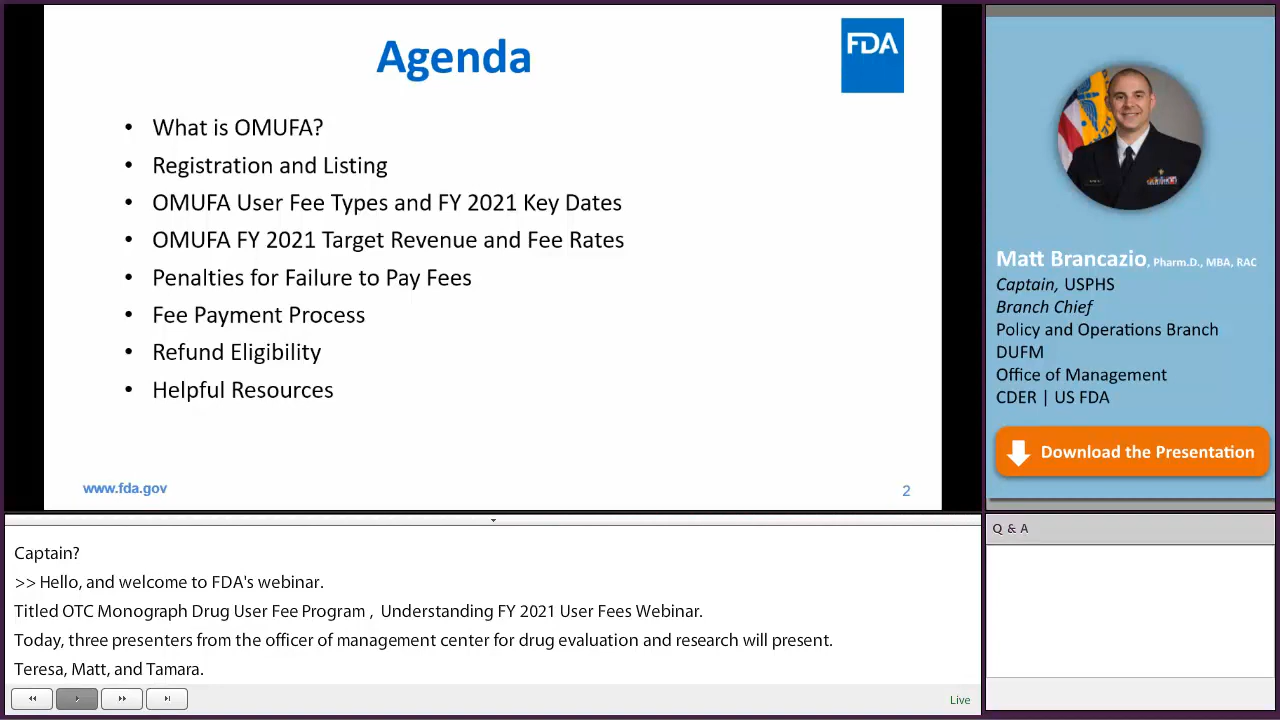 Agenda
FDA
• What is OMUFA?
• Registration and Listing
• OMUFA User Fee Types and FY 2021 Key Dates
• OMUFA FY 2021 Target Revenue and Fee Rates
• Penalties for Failure to Pay Fees
• Fee Payment Process
• Refund Eligibility
• Helpful Resources
www.fda.gov
2
Matt Brancazio, Pharm.D., MBA, RAC
Captain, USPHS
Branch Chief
Policy and Operations Branch
DUFM
Office of Management
CDER | US FDA
Download the Presentation
Captain?
>> Hello, and welcome to FDA's webinar.
Titled OTC Monograph Drug User Fee Program , Understanding FY 2021 User Fees Webinar.
Today, three presenters from the officer of management center for drug evaluation and research will present.
Teresa, Matt, and Tamara.
Live
Q & A